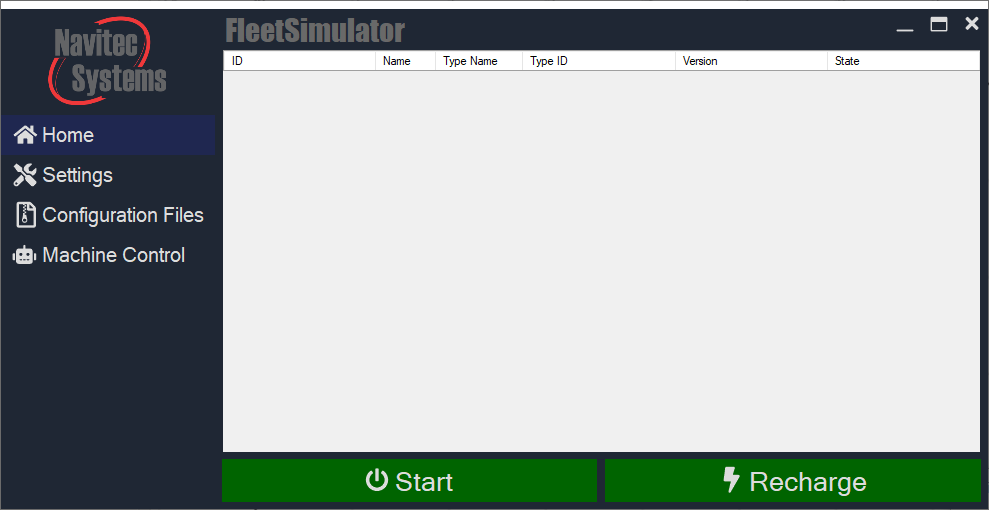 Navitec
Systems
FleetSimulator
ID Name Type Name Type ID Version State
Home
Settings
Configuration Files
Machine Control
Start Recharge